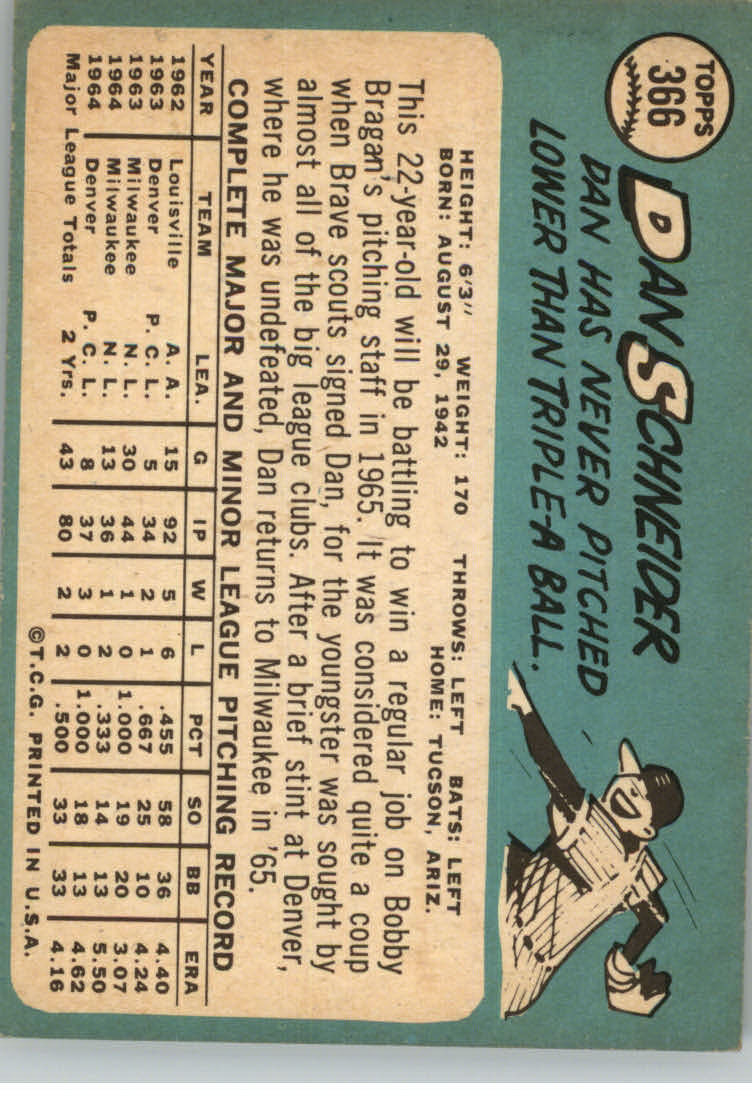 TOPPS
366
DAN SCHNEIDER
DAN HAS NEVER PITCHED
LOWER THAN TRIPLE-A BALL.
HEIGHT: 6'3" WEIGHT: 170 THROWS: LEFT BATS: LEFT
BORN: AUGUST 29, 1942 HOME: TUCSON, ARIZ.
This 22-year-old will be battling to win a regular job on Bobby
Bragan's pitching staff in 1965. It was considered quite a coup
when Brave scouts signed Dan, for the youngster was sought by
almost all of the big league clubs. After a brief stint at Denver,
where he was undefeated, Dan returns to Milwaukee in '65.
COMPLETE MAJOR AND MINOR LEAGUE PITCHING RECORD
YEAR TEAM LEA. G IP W L PCT SO BB ERA
1962 Louisville A. A. 15 92 5 6 .455 58 36 4.40
1963 Denver P. C. L. 5 34 2 1 .667 25 10 4.24
1963 Milwaukee N. L. 30 44 1 0 1.000 19 20 3.07
1964 Milwaukee N. L. 13 36 1 2 .333 14 13 5.50
1964 Denver P. C. L. 8 37 3 0 1.000 18 13 4.62
Major League Totals 2 Yrs. 43 80 2 2 .500 33 33 4.16
©T.C.G. PRINTED IN U.S.A.